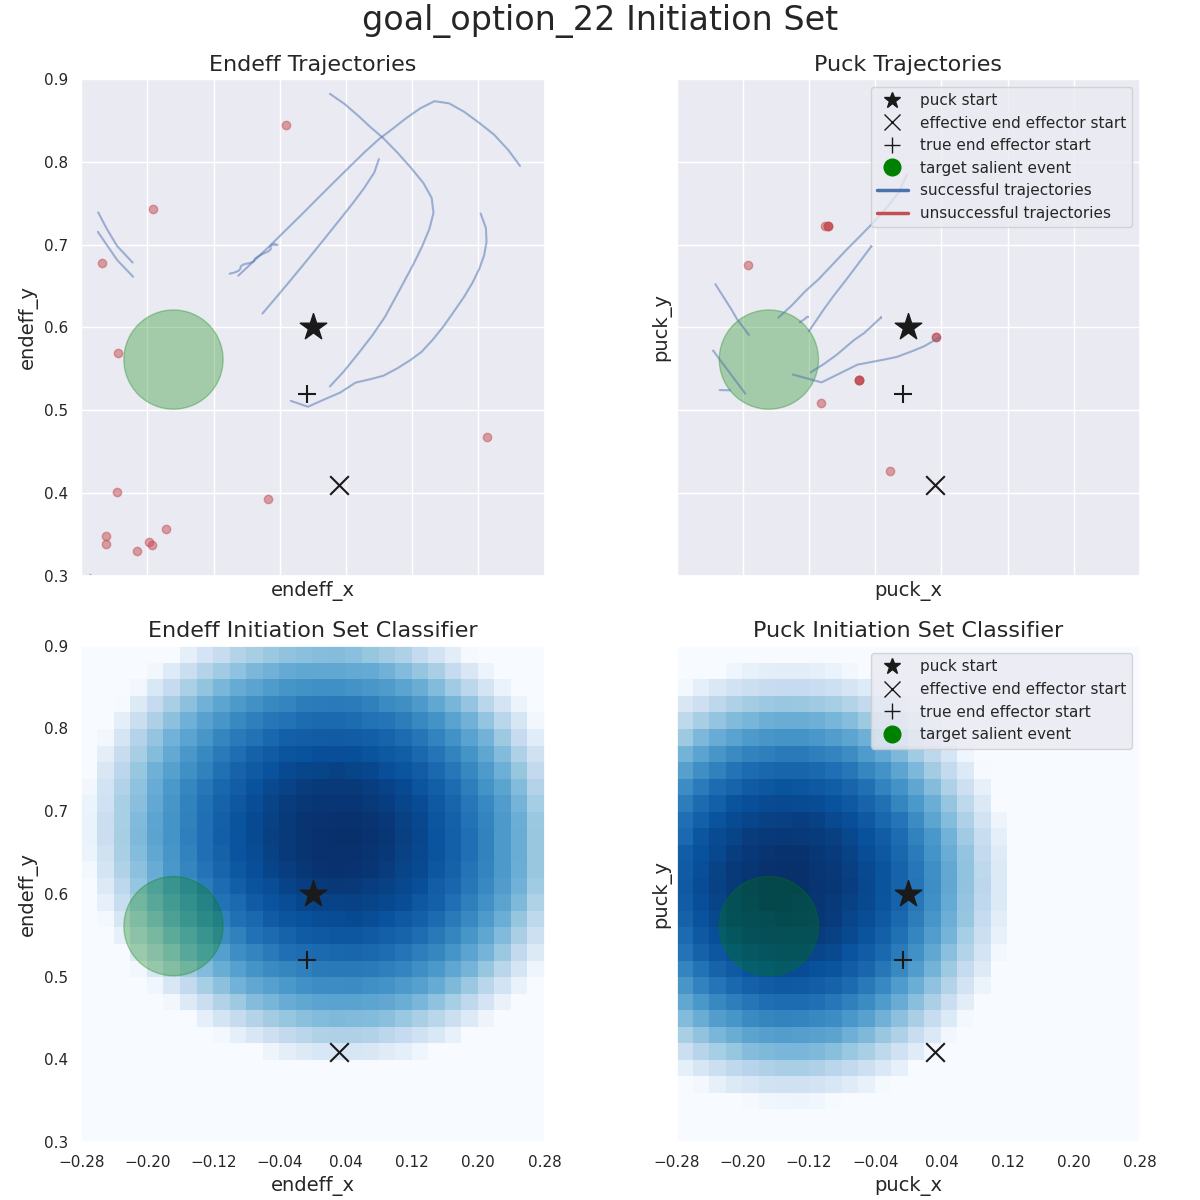 goal_option_22 Initiation Set
Endeff Trajectories
0.9
0.8
0.7
0.6
0.5
0.4
0.3
endeff_y
endeff_x
Puck Trajectories
puck start
effective end effector start
true end effector start
target salient event
successful trajectories
unsuccessful trajectories
puck_y
puck_x
Endeff Initiation Set Classifier
0.9
0.8
0.7
0.6
0.5
0.4
0.3
endeff_y
−0.28 −0.20 −0.12 −0.04 0.04 0.12 0.20 0.28
endeff_x
Puck Initiation Set Classifier
puck start
effective end effector start
true end effector start
target salient event
puck_y
−0.28 −0.20 −0.12 −0.04 0.04 0.12 0.20 0.28
puck_x